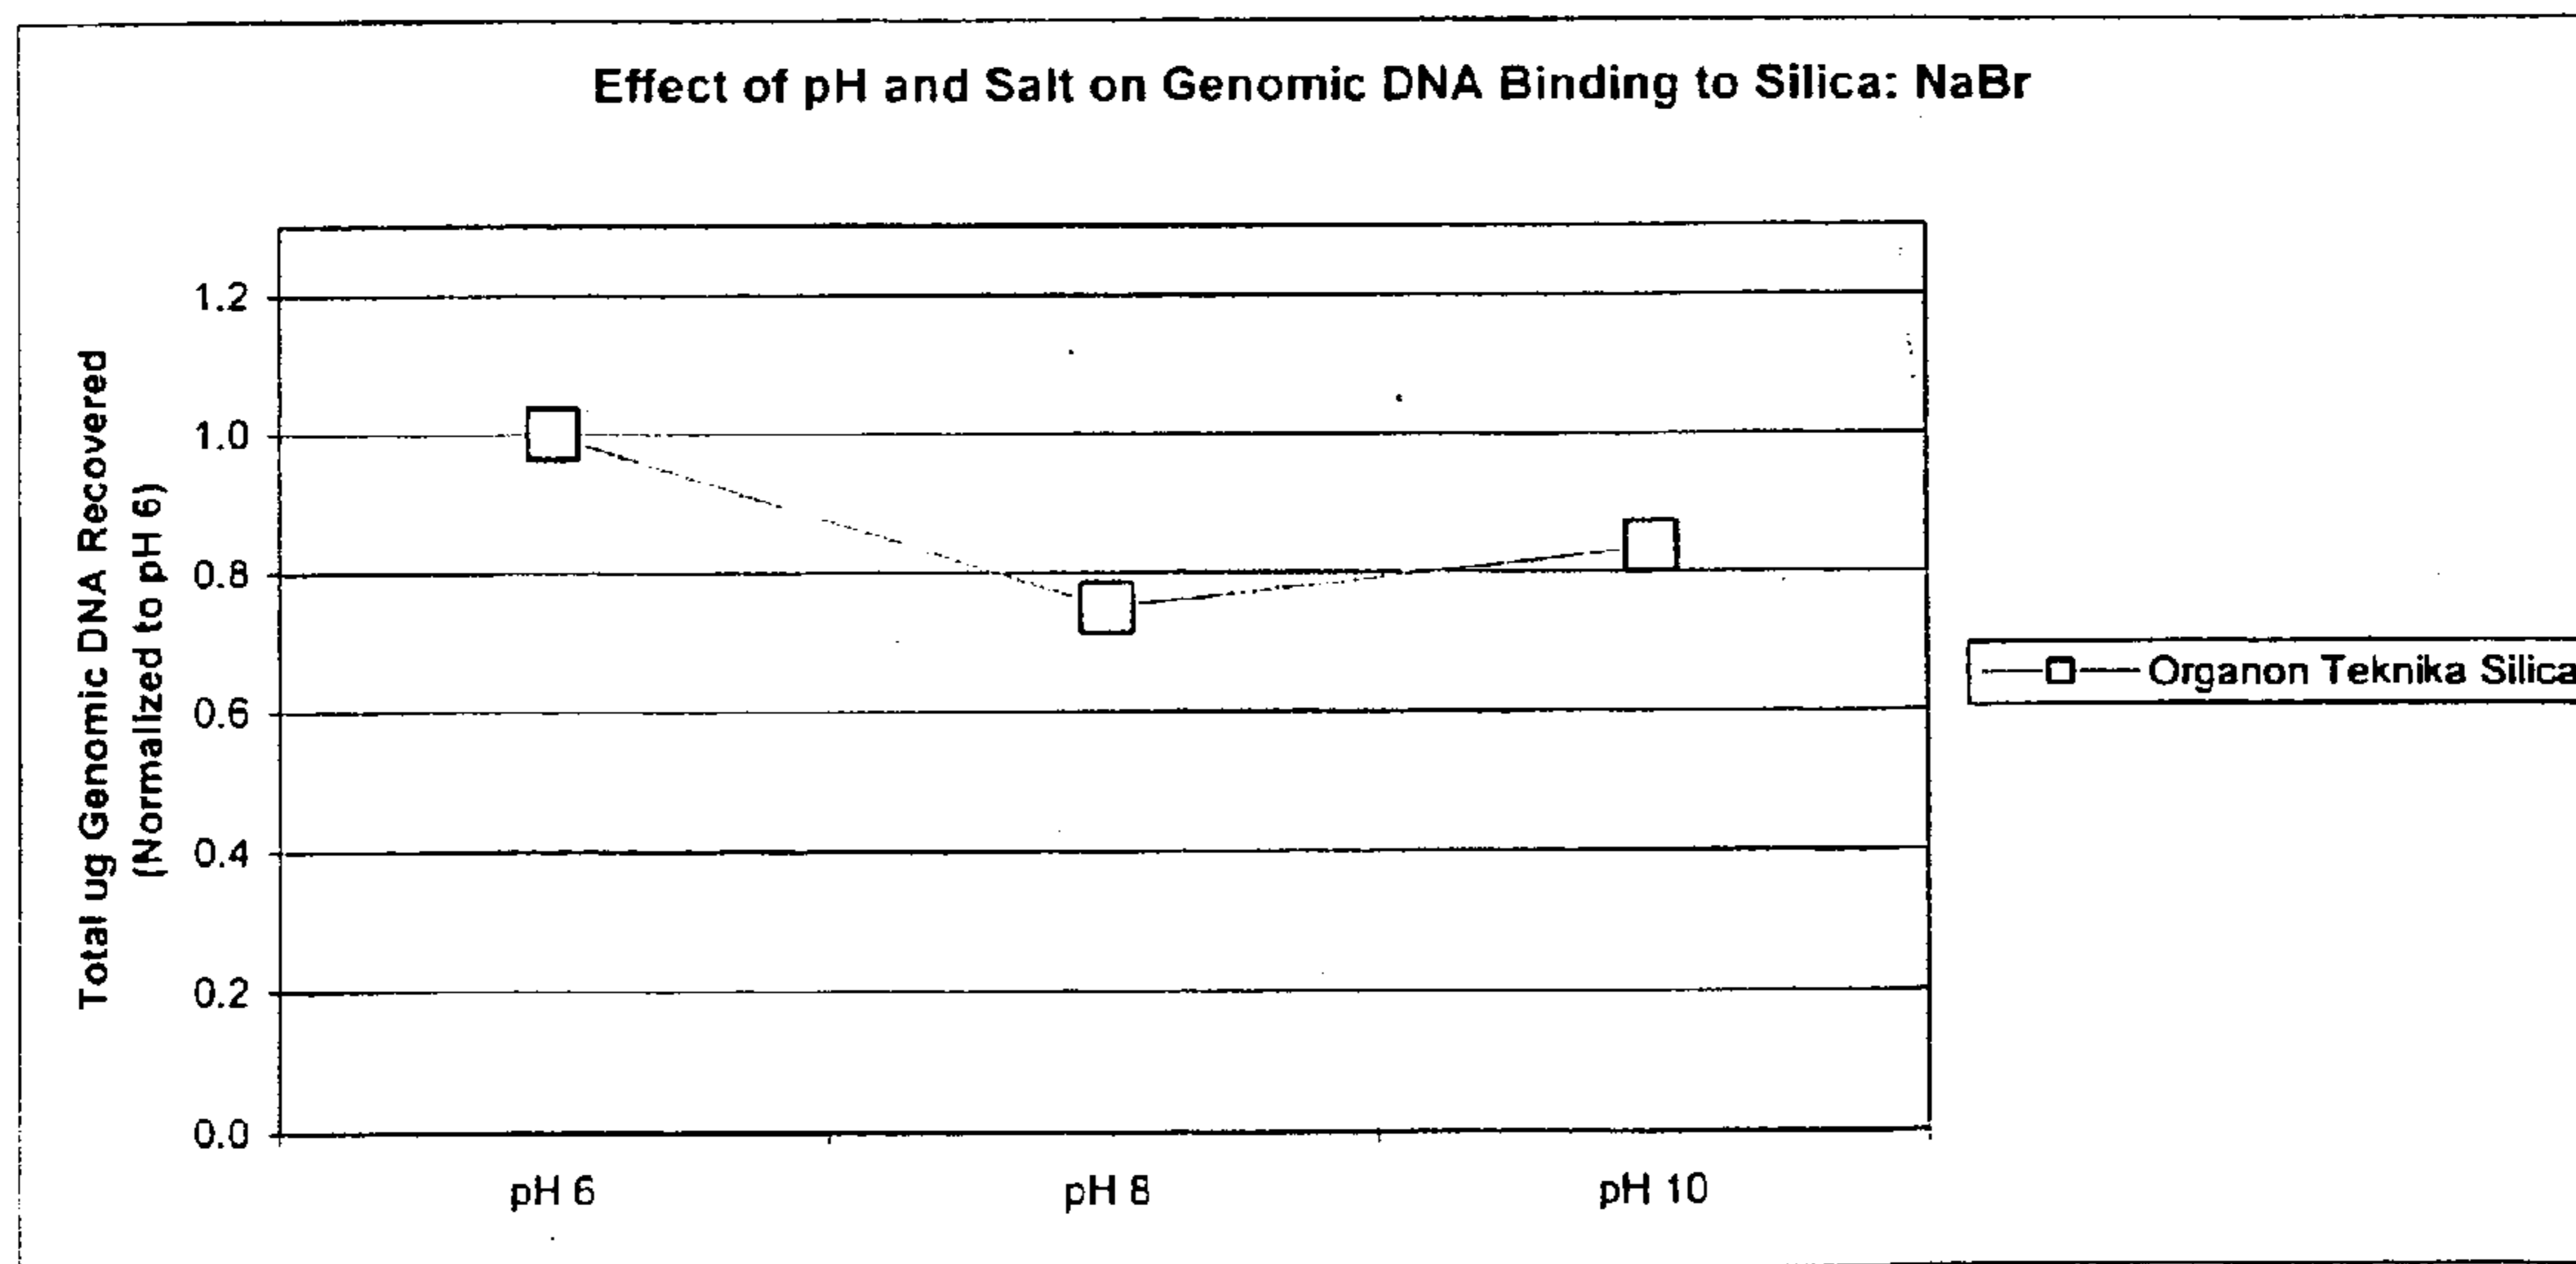 Effect of pH and Salt on Genomic DNA Binding to Silica: NaBr
Total ug Genomic DNA Recovered
(Normalized to pH 6)
1.2
1.0
0.8
0.6
0.4
0.2
0.0
pH 6
pH 8
pH 10
Organon Teknika Silica